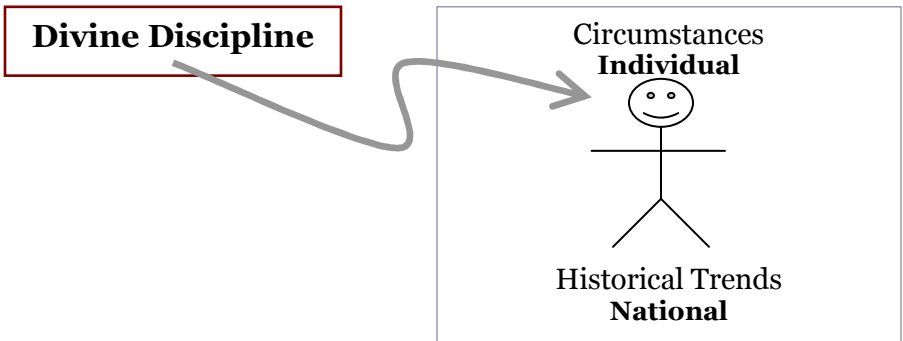 Divine Discipline
Circumstances
Individual
Historical Trends
National